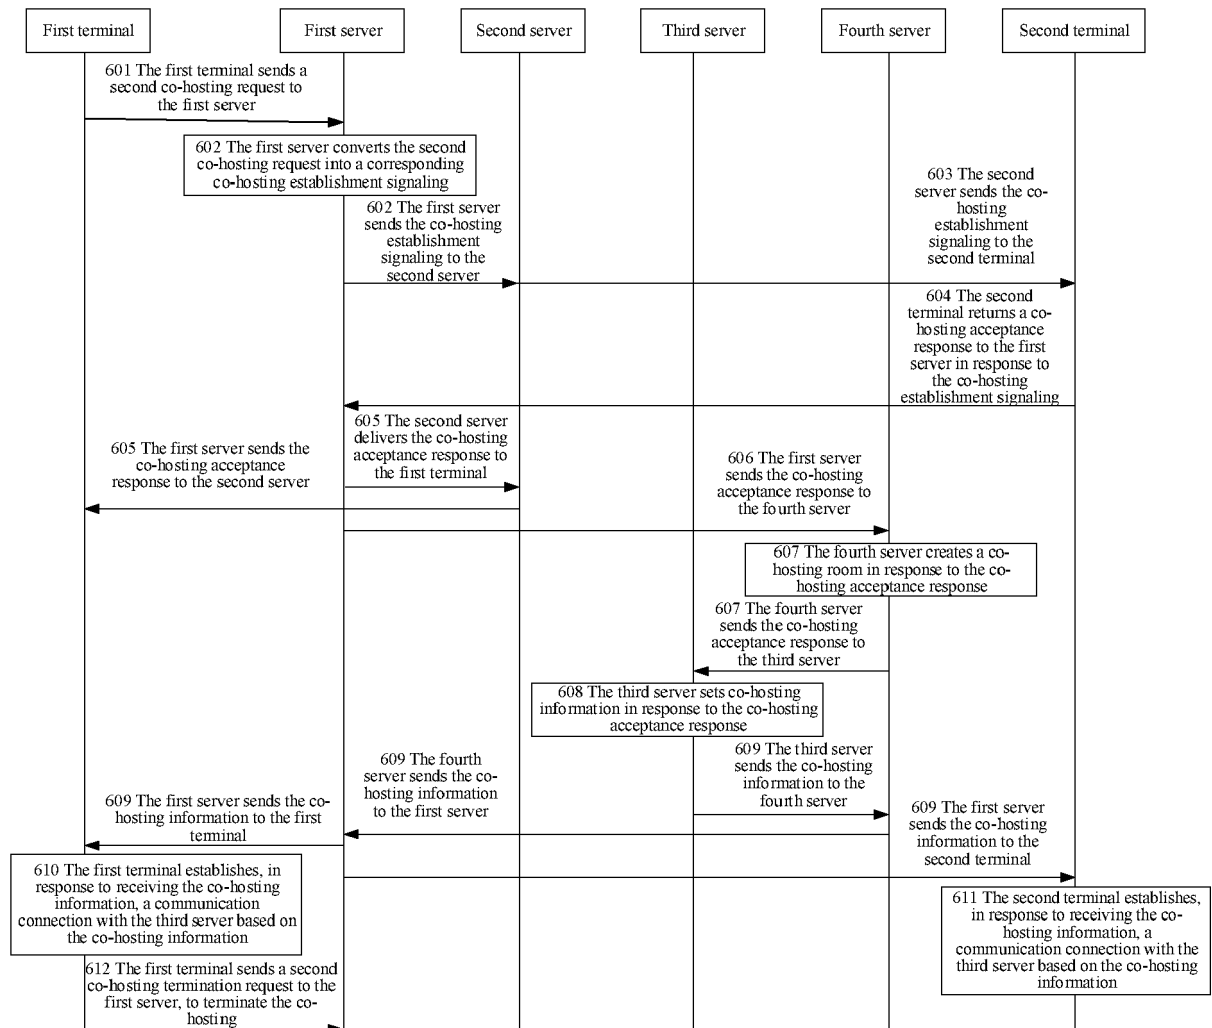 First terminal
First server
Second server
Third server
Fourth server
Second terminal
601 The first terminal sends a
second co-hosting request to
the first server
602 The first server converts the second
co-hosting request into a corresponding
co-hosting establishment signaling
602 The first server
sends the co-hosting
establishment
signaling to the
second server
603 The second
server sends the co-
hosting
establishment
signaling to the
second terminal
604 The second
terminal returns a co-
hosting acceptance
response to the first
server in response to
the co-hosting
establishment signaling
605 The second server
delivers the co-hosting
acceptance response to
the first terminal
605 The first server sends the
co-hosting acceptance
response to the second server
606 The first server
sends the co-hosting
acceptance response to
the fourth server
607 The fourth server creates a co-
hosting room in response to the co-
hosting acceptance response
607 The fourth server
sends the co-hosting
acceptance response to
the third server
608 The third server sets co-hosting
information in response to the co-hosting
acceptance response
609 The third server
sends the co-hosting
information to the
fourth server
609 The fourth
server sends the co-
hosting information
to the first server
609 The first server sends the co-
hosting information to the first
terminal
609 The first server
sends the co-hosting
information to the
second terminal
610 The first terminal establishes, in
response to receiving the co-hosting
information, a communication
connection with the third server based on
the co-hosting information
611 The second terminal establishes,
in response to receiving the co-
hosting information, a
communication connection with the
third server based on the co-hosting
information
612 The first terminal sends a second
co-hosting termination request to the
first server, to terminate the co-
hosting